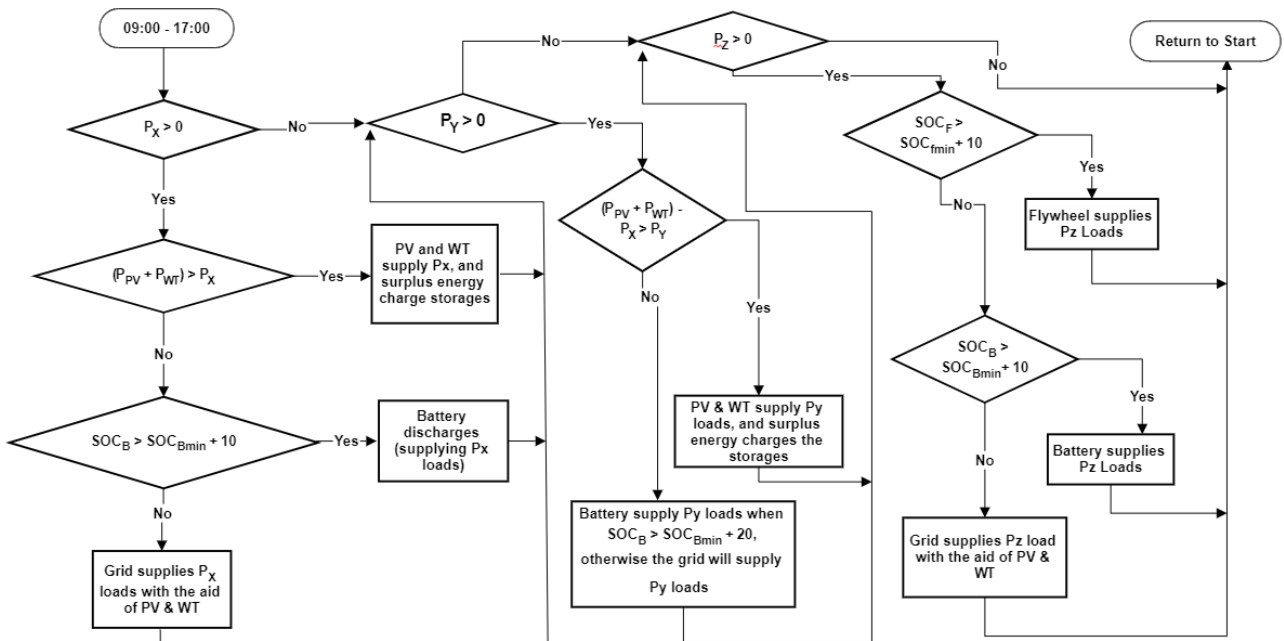 09:00 - 17:00
P_X > 0
No
Yes
(P_PV + P_WT) > P_X
Yes
PV and WT
supply Px, and
surplus energy
charge storages
No
SOC_B > SOC_Bmin + 10
Yes
Battery
discharges
(supplying Px
loads)
No
Grid supplies P_X
loads with the aid
of PV & WT
P_Y > 0
No
Yes
(P_PV + P_WT) -
P_X > P_Y
No
Yes
PV & WT supply Py
loads, and surplus
energy charges the
storages
Battery supply Py loads when
SOC_B > SOC_Bmin + 20,
otherwise the grid will supply
Py loads
P_Z > 0
No
Yes
SOC_F >
SOC_fmin + 10
Yes
Flywheel supplies
Pz Loads
No
SOC_B >
SOC_Bmin + 10
Yes
Battery supplies
Pz Loads
No
Grid supplies Pz load
with the aid of PV &
WT
Return to Start